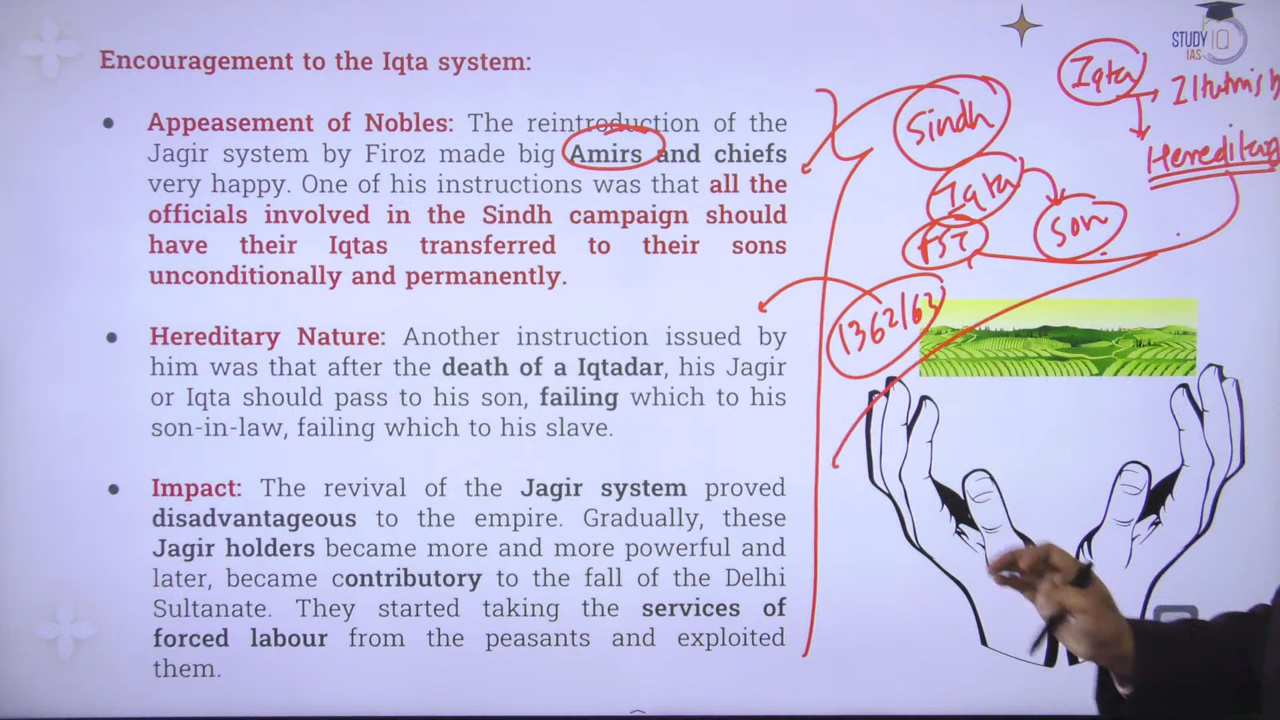 Encouragement to the Iqta system:
● Appeasement of Nobles: The reintroduction of the
Jagir system by Firoz made big Amirs and chiefs
very happy. One of his instructions was that all the
officials involved in the Sindh campaign should
have their Iqtas transferred to their sons
unconditionally and permanently.
● Hereditary Nature: Another instruction issued by
him was that after the death of a Iqtadar, his Jagir
or Iqta should pass to his son, failing which to his
son-in-law, failing which to his slave.
● Impact: The revival of the Jagir system proved
disadvantageous to the empire. Gradually, these
Jagir holders became more and more powerful and
later, became contributory to the fall of the Delhi
Sultanate. They started taking the services of
forced labour from the peasants and exploited
them.
STUDY IQ
IAS
Iqta
Iltutmish
Hereditary
Sindh
Iqta
son
FST
1362/63